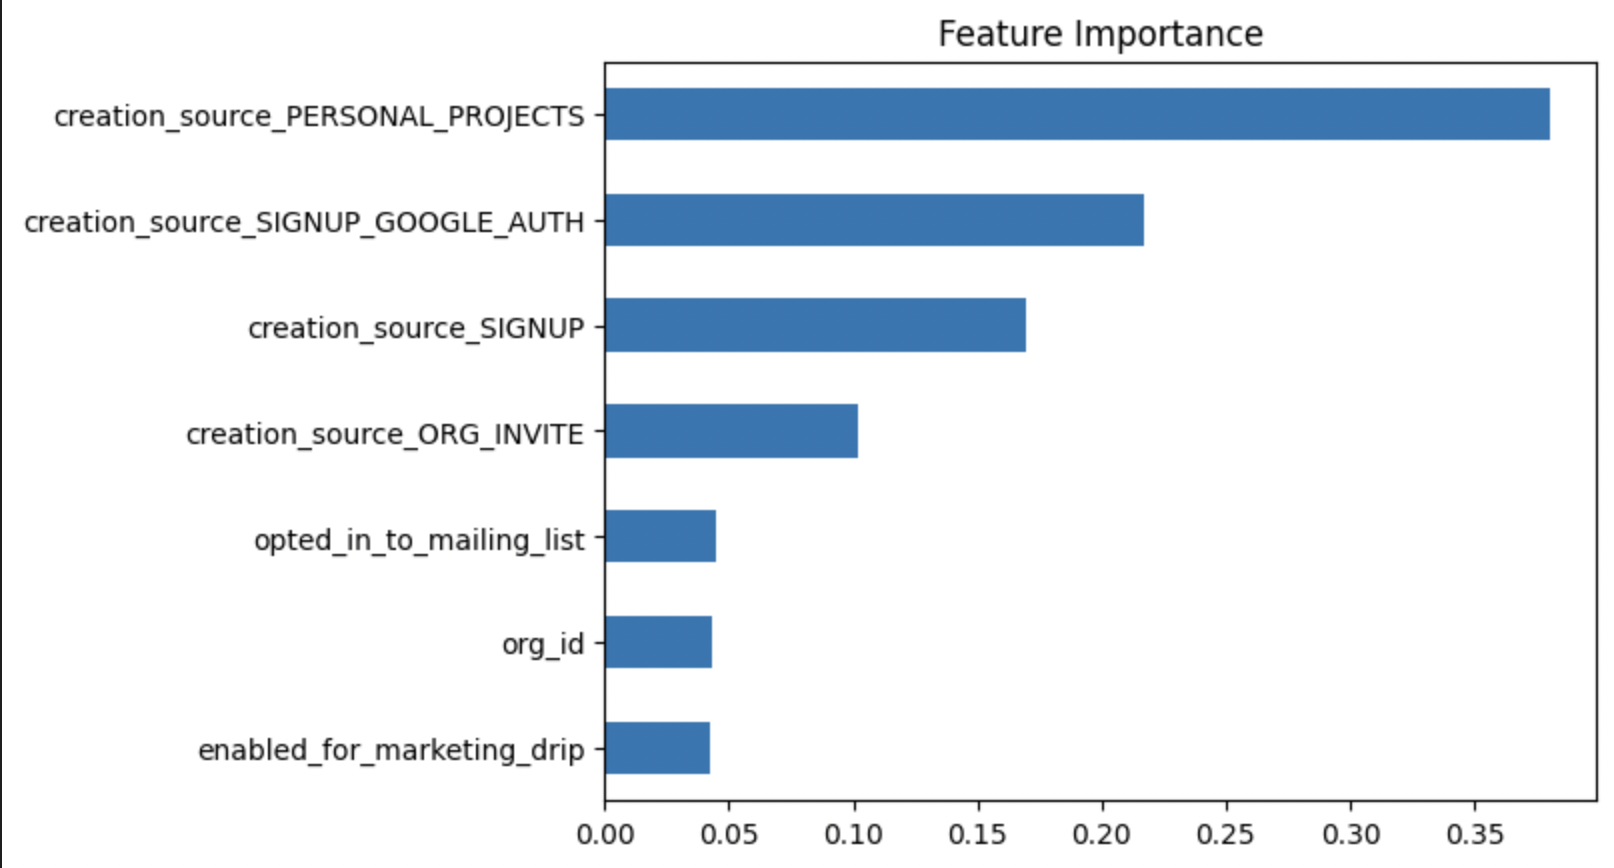 Feature Importance
creation_source_PERSONAL_PROJECTS
creation_source_SIGNUP_GOOGLE_AUTH
creation_source_SIGNUP
creation_source_ORG_INVITE
opted_in_to_mailing_list
org_id
enabled_for_marketing_drip
0.00 0.05 0.10 0.15 0.20 0.25 0.30 0.35